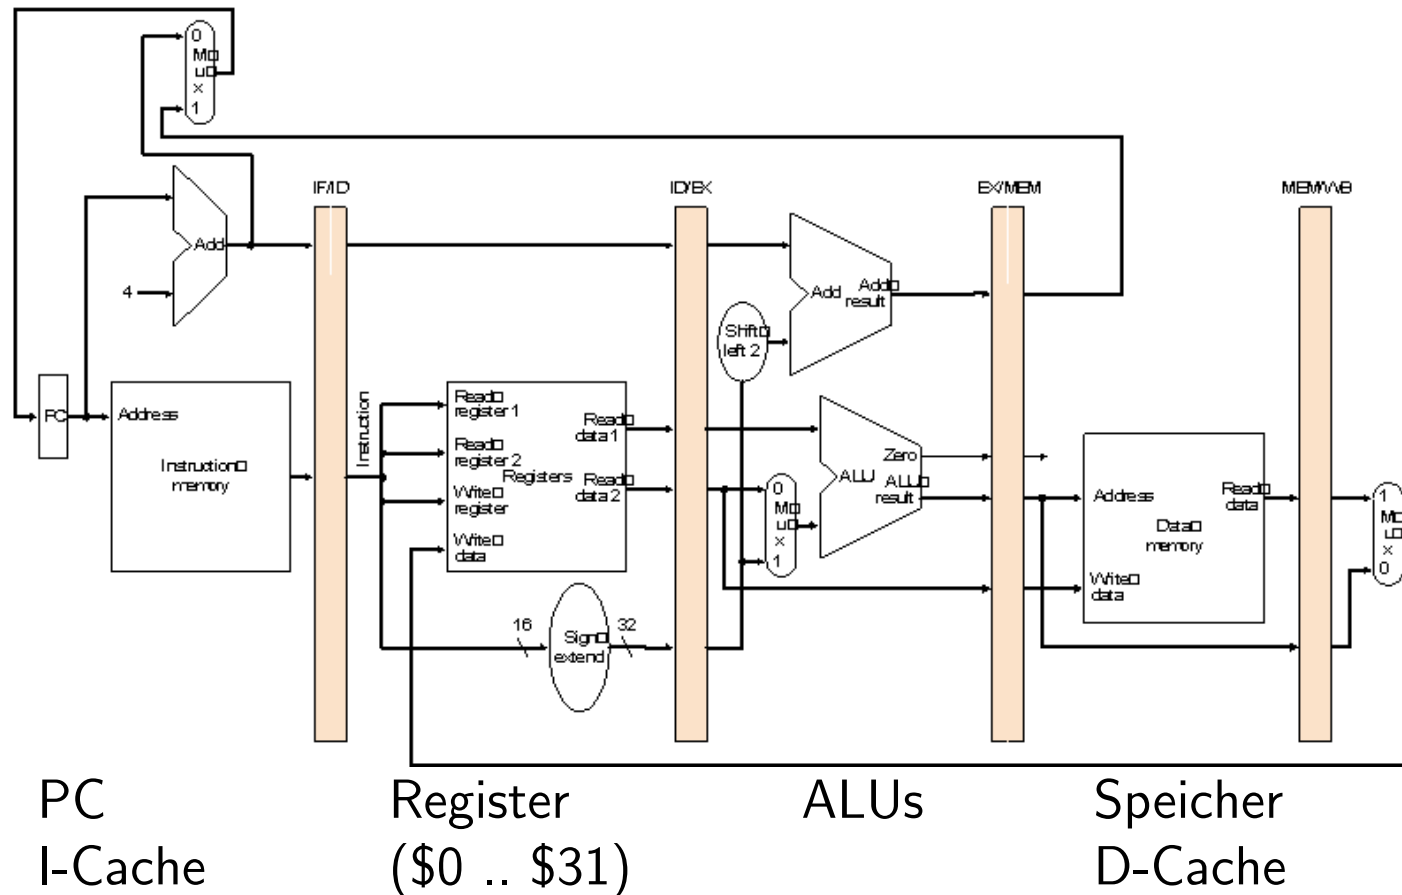 0
Mu
x
1
IF/ID
ID/EX
EX/MEM
MEM/WB
Add
4
Add
Add
result
Shift
left 2
PC
Address
Instruction
memory
Instruction
Read
register 1
Read
register 2
Write
register
Write
data
Registers
Read
data 1
Read
data 2
16
Sign
extend
32
0
M
u
x
1
Zero
ALU
ALU
result
Address
Read
data
Data
memory
Write
data
1
M
u
x
0
PC
I-Cache
Register
($0 .. $31)
ALUs
Speicher
D-Cache